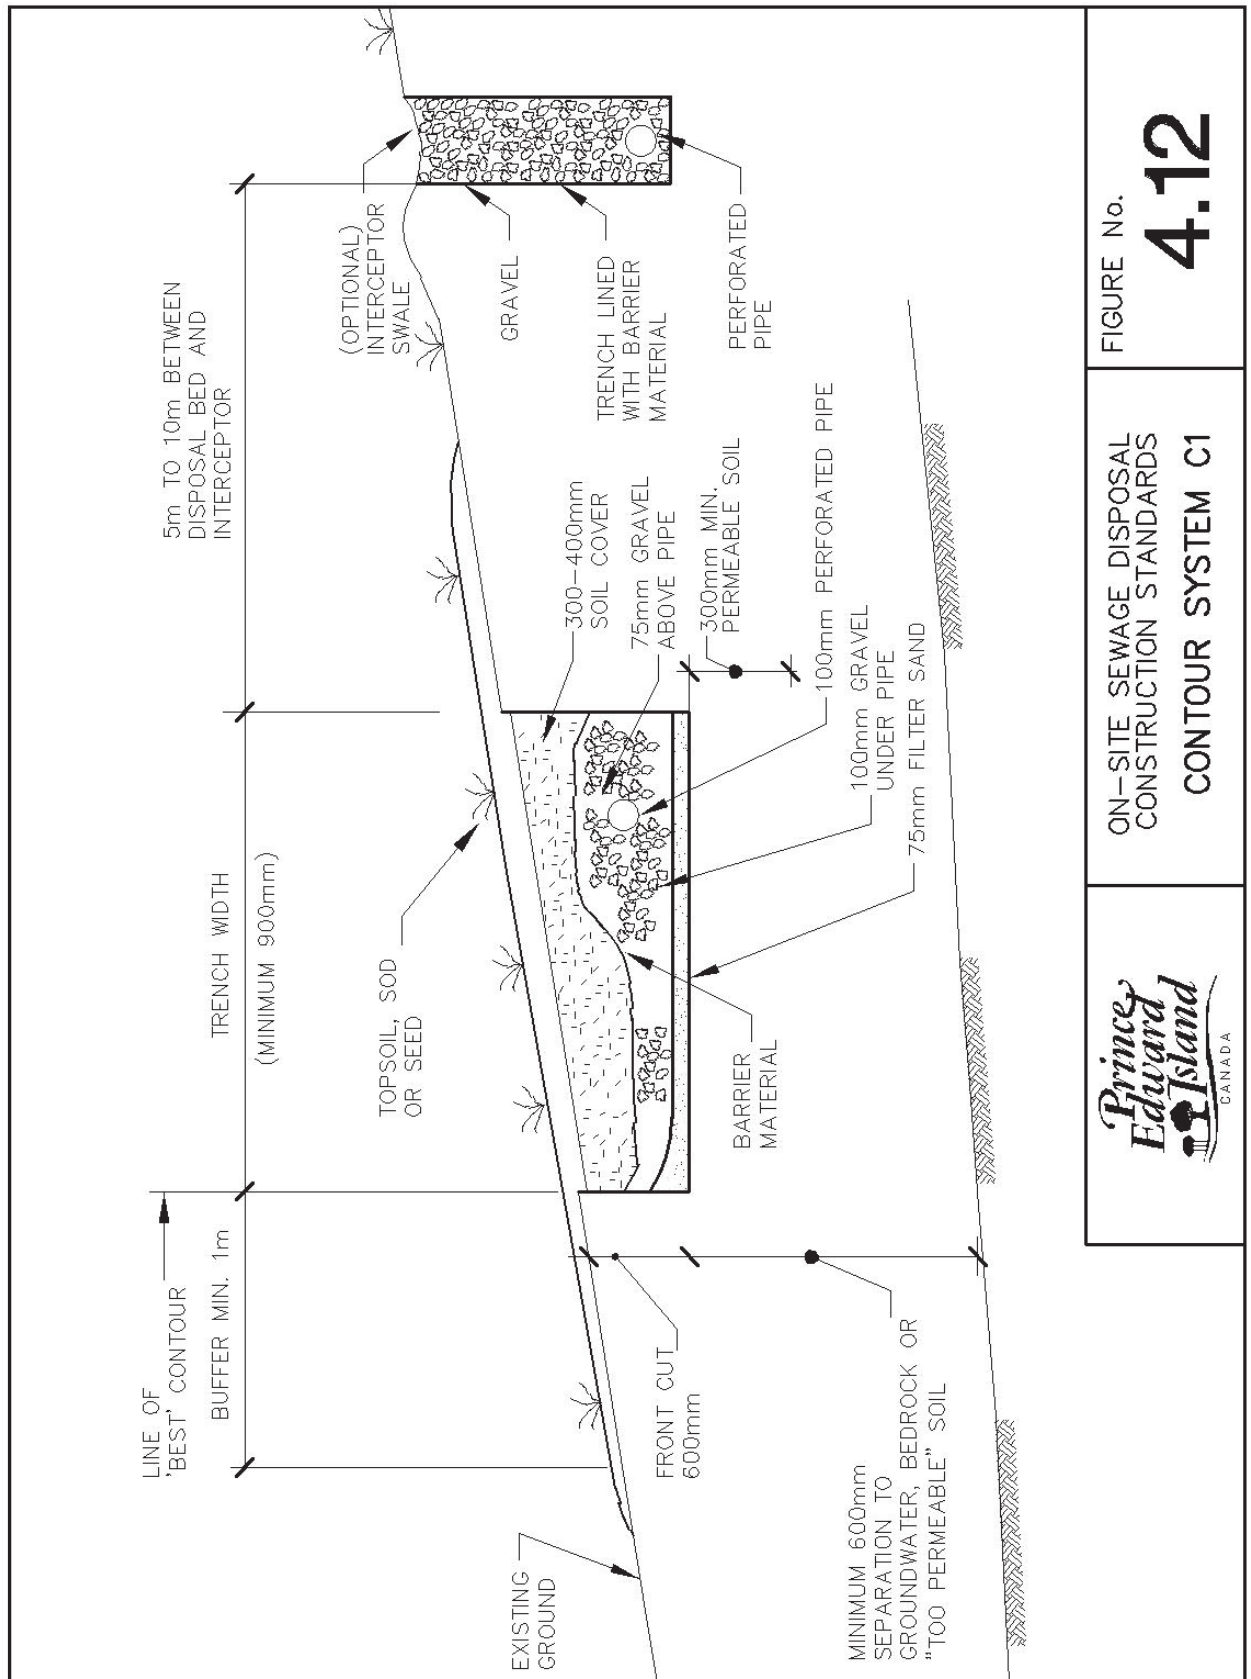 5m TO 10m BETWEEN
DISPOSAL BED AND
INTERCEPTOR
(OPTIONAL)
INTERCEPTOR
SWALE
GRAVEL
TRENCH LINED
WITH BARRIER
MATERIAL
PERFORATED
PIPE
TRENCH WIDTH
(MINIMUM 900mm)
TOPSOIL, SOD
OR SEED
300-400mm
SOIL COVER
75mm GRAVEL
ABOVE PIPE
300mm MIN.
PERMEABLE SOIL
100mm PERFORATED PIPE
100mm GRAVEL
UNDER PIPE
75mm FILTER SAND
BARRIER
MATERIAL
LINE OF
'BEST' CONTOUR
BUFFER MIN. 1m
FRONT CUT
600mm
EXISTING
GROUND
MINIMUM 600mm
SEPARATION TO
GROUNDWATER, BEDROCK OR
"TOO PERMEABLE" SOIL
Prince
Edward
Island
CANADA
ON-SITE SEWAGE DISPOSAL
CONSTRUCTION STANDARDS
CONTOUR SYSTEM C1
FIGURE No.
4.12